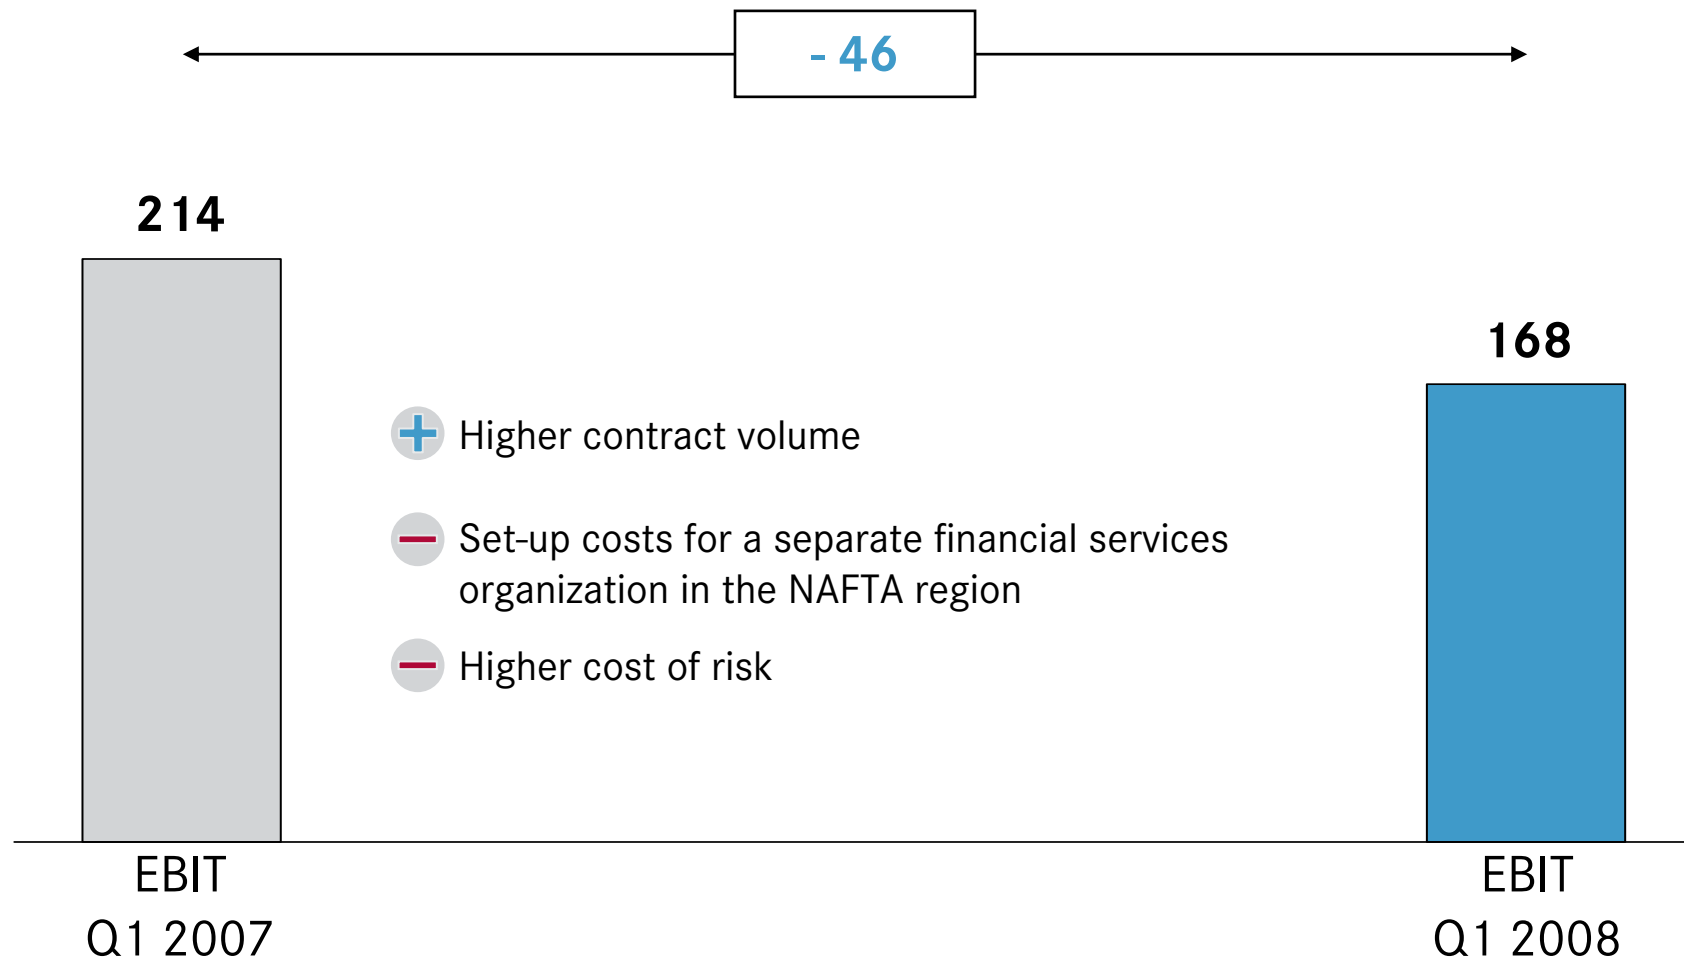 - 46
214
168
Higher contract volume
Set-up costs for a separate financial services
organization in the NAFTA region
Higher cost of risk
EBIT
Q1 2007
EBIT
Q1 2008